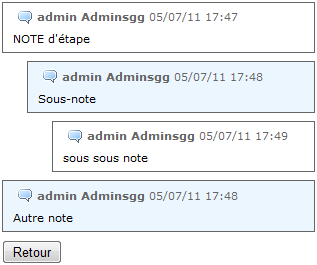 admin Adminsgg 05/07/11 17:47
NOTE d'étape
admin Adminsgg 05/07/11 17:48
Sous-note
admin Adminsgg 05/07/11 17:49
sous sous note
admin Adminsgg 05/07/11 17:48
Autre note
Retour